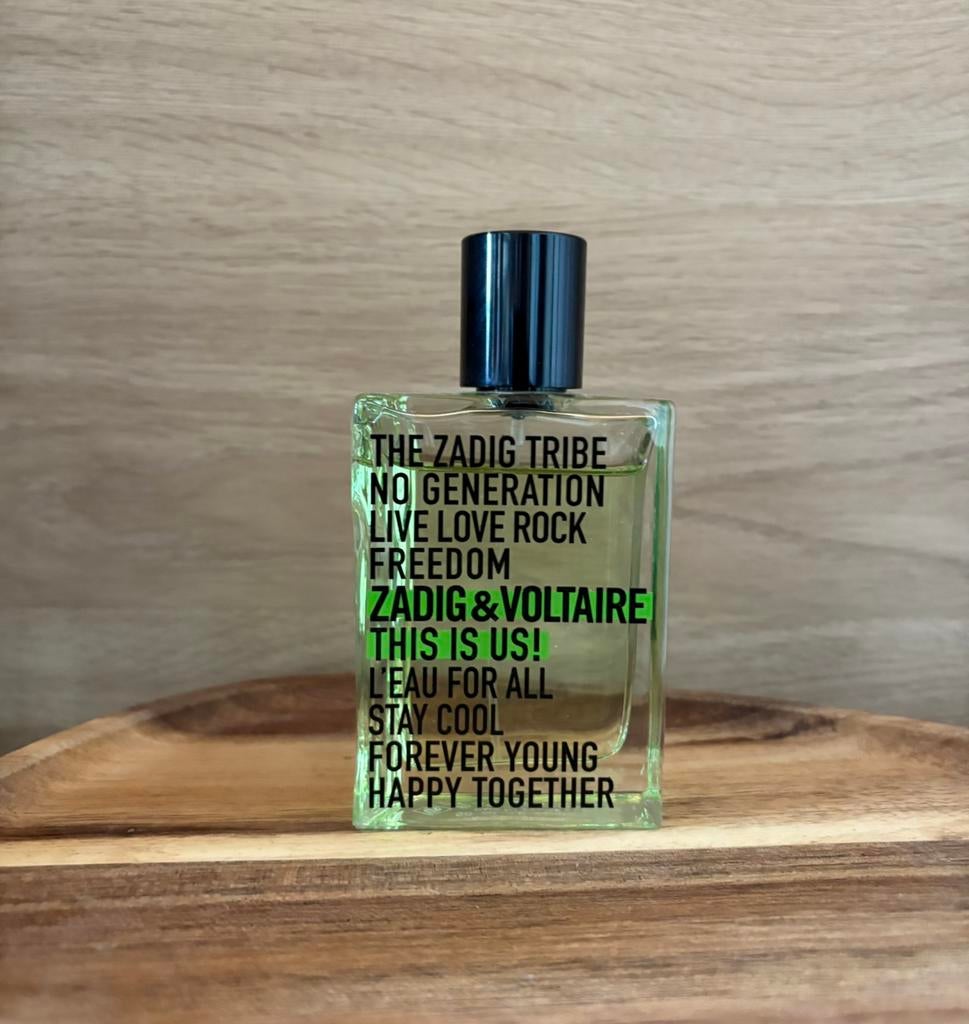 THE ZADIG TRIBE
NO GENERATION
LIVE LOVE ROCK
FREEDOM
ZADIG&VOLTAIRE
THIS IS US!
L'EAU FOR ALL
STAY COOL
FOREVER YOUNG
HAPPY TOGETHER